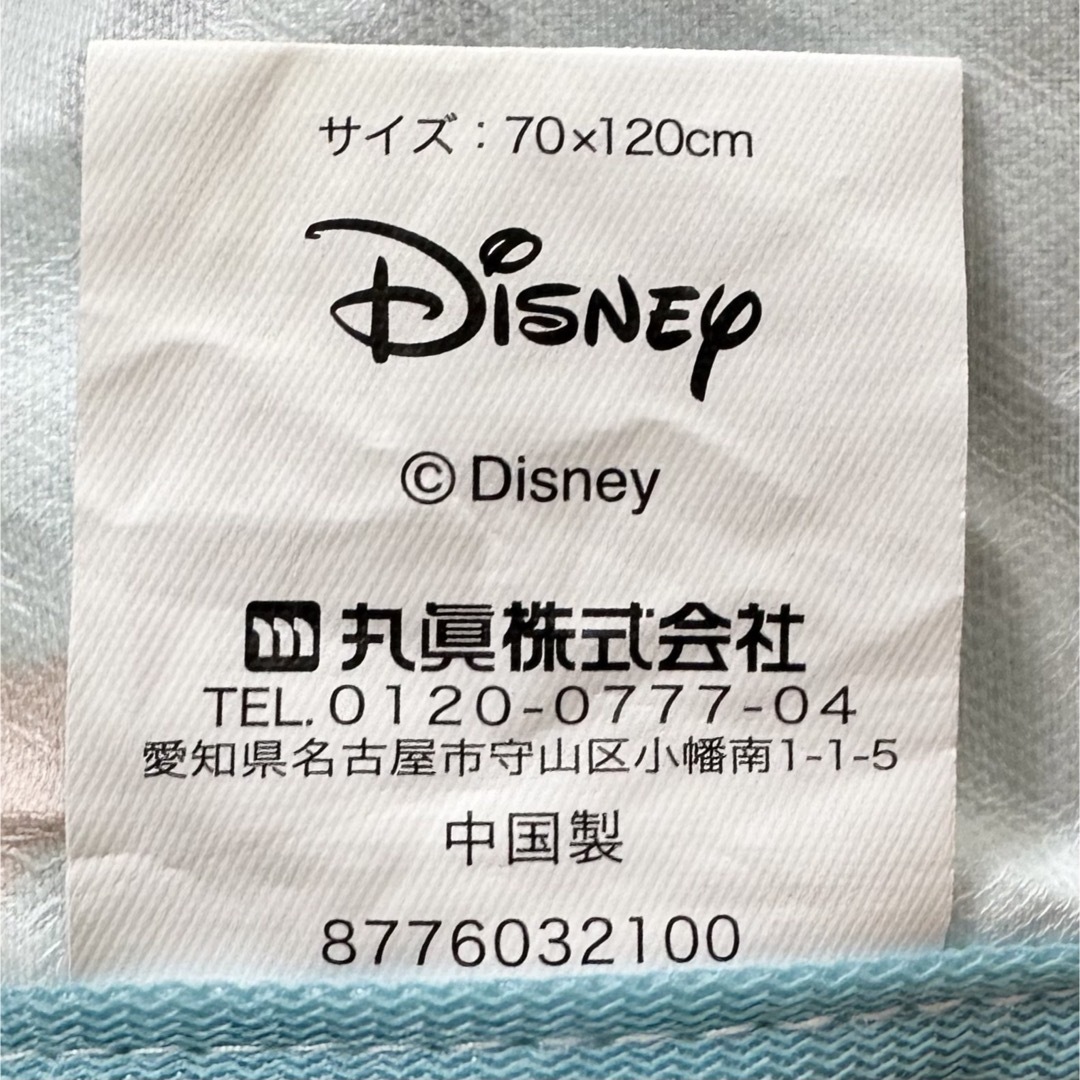 サイズ：70×120cm
Disney
© Disney
丸眞株式会社
TEL.0120-0777-04
愛知県名古屋市守山区小幡南1-1-5
中国製
8776032100